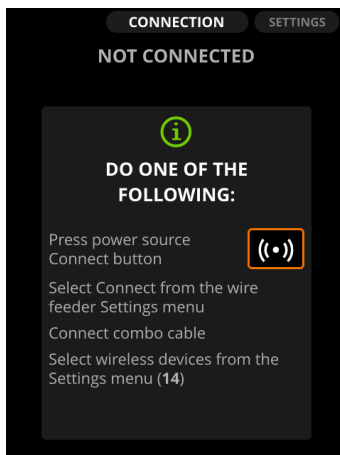 CONNECTION SETTINGS
NOT CONNECTED
DO ONE OF THE
FOLLOWING:
Press power source
Connect button
Select Connect from the wire
feeder Settings menu
Connect combo cable
Select wireless devices from the
Settings menu (14)